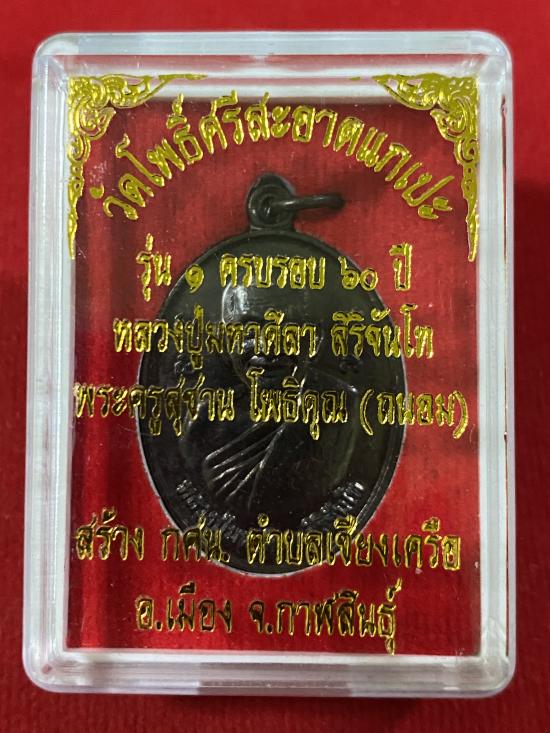 วัดโพธิ์ศรีสะอาดแกเปะ
รุ่น ๑ ครบรอบ ๖๐ ปี
หลวงปู่มหาศีลา สิริจันโท
พระครูสุชาน โพธิคุณ (ถนอม)
สร้าง กศน. ตำบลเชียงเครือ
อ.เมือง จ.กาฬสินธุ์